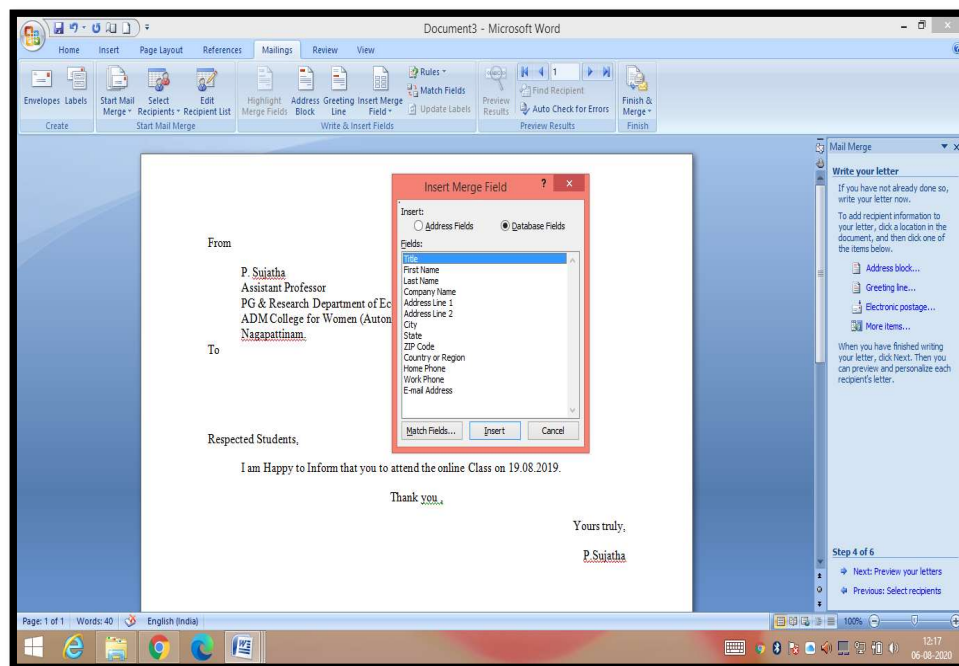 Document3 - Microsoft Word
Home Insert Page Layout References Mailings Review View
Envelopes Labels
Create
Start Mail Merge Select Recipients Edit Recipient List
Start Mail Merge
Highlight Merge Fields Address Block Greeting Line Insert Merge Field
Rules
Match Fields
Update Labels
Write & Insert Fields
Preview Results
1
Find Recipient
Auto Check for Errors
Preview Results
Finish & Merge
Finish
From
P. Sujatha
Assistant Professor
PG & Research Department of Ec
ADM College for Women (Auton
Nagapattinam.
To
Respected Students,
I am Happy to Inform that you to attend the online Class on 19.08.2019.
Thank you ,
Yours truly,
P.Sujatha
Insert Merge Field ? x
Insert:
Address Fields Database Fields
Fields:
Title
First Name
Last Name
Company Name
Address Line 1
Address Line 2
City
State
ZIP Code
Country or Region
Home Phone
Work Phone
E-mail Address
Match Fields... Insert Cancel
Mail Merge
Write your letter
If you have not already done so,
write your letter now.
To add recipient information to
your letter, click a location in the
document, and then click one of
the items below.
Address block...
Greeting line...
Electronic postage...
More items...
When you have finished writing
your letter, click Next. Then you
can preview and personalize each
recipient's letter.
Step 4 of 6
Next: Preview your letters
Previous: Select recipients
Page: 1 of 1 Words: 40 English (India) 100%
12:17
06-08-2020